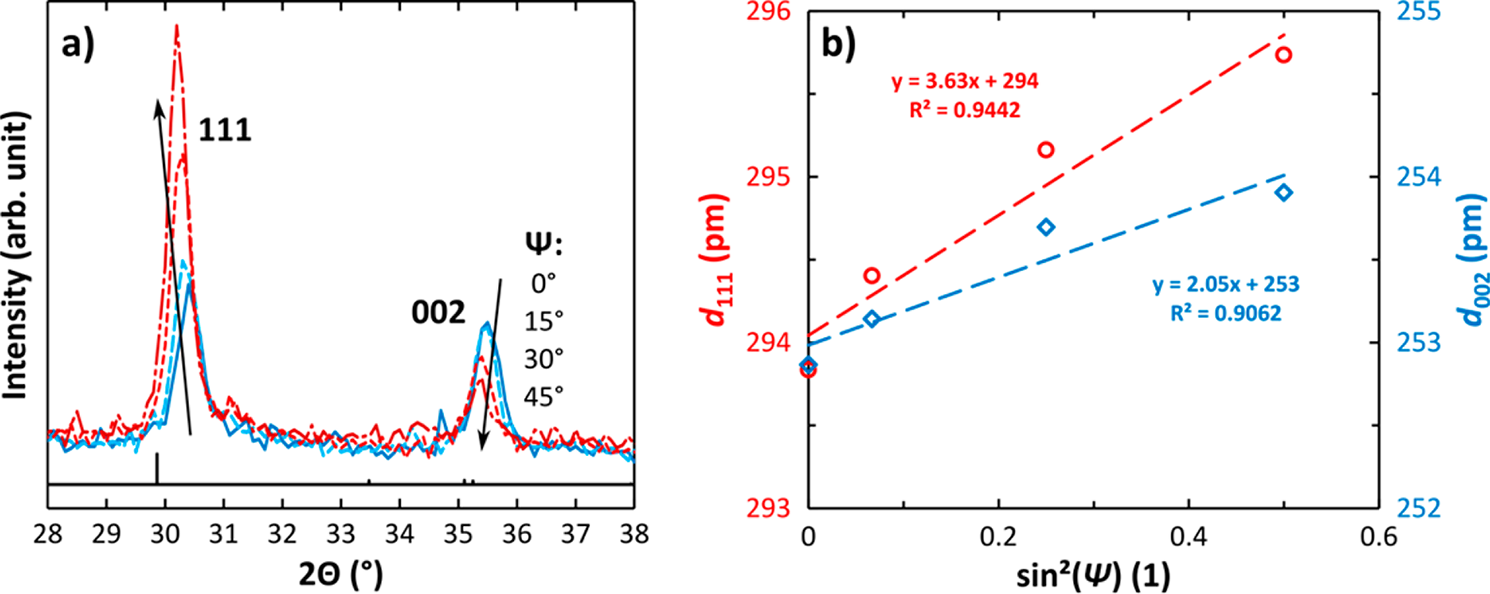 a)
Intensity (arb. unit)
111
002
Ψ:
0°
15°
30°
45°
28 29 30 31 32 33 34 35 36 37 38
2Θ (°)
b)
296
295
294
293
d111 (pm)
y = 3.63x + 294
R² = 0.9442
y = 2.05x + 253
R² = 0.9062
255
254
253
252
d002 (pm)
0 0.2 0.4 0.6
sin²(Ψ) (1)